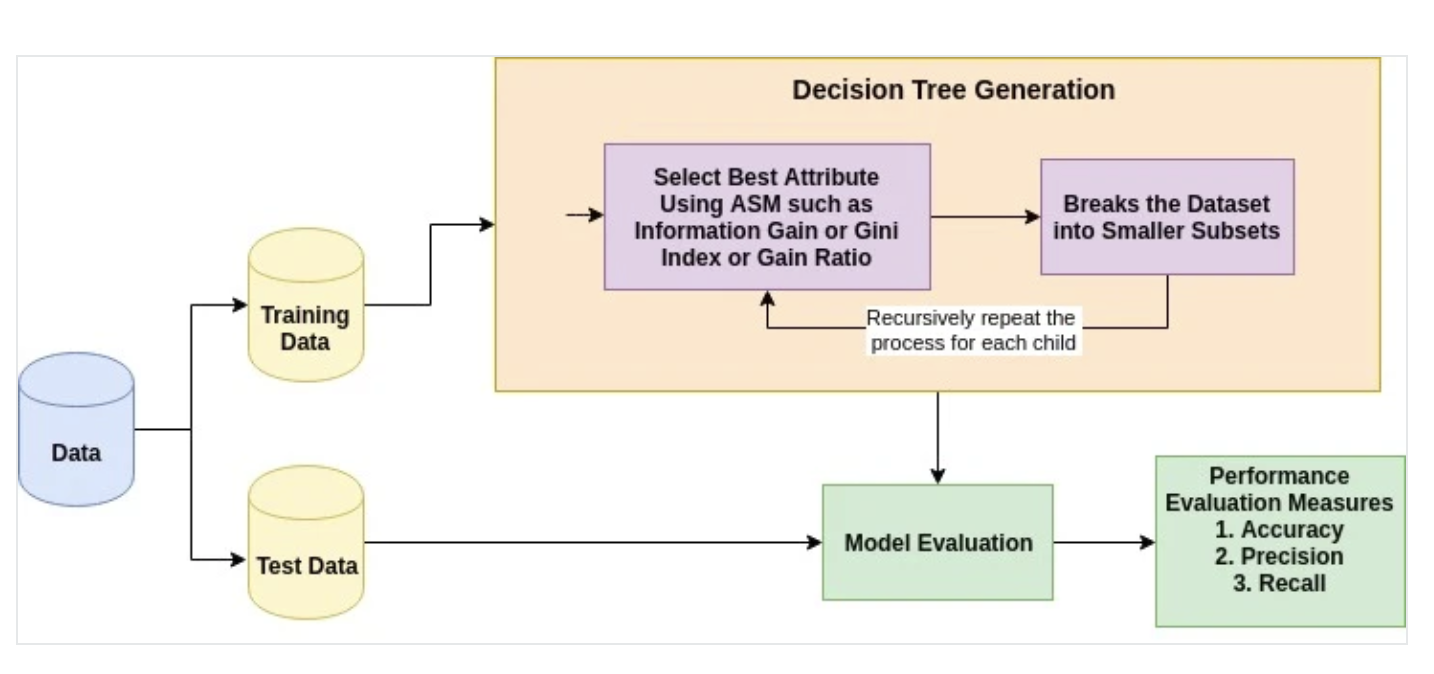 Decision Tree Generation
Select Best Attribute
Using ASM such as
Information Gain or Gini
Index or Gain Ratio
Breaks the Dataset
into Smaller Subsets
Recursively repeat the
process for each child
Training
Data
Data
Test Data
Model Evaluation
Performance
Evaluation Measures
1. Accuracy
2. Precision
3. Recall